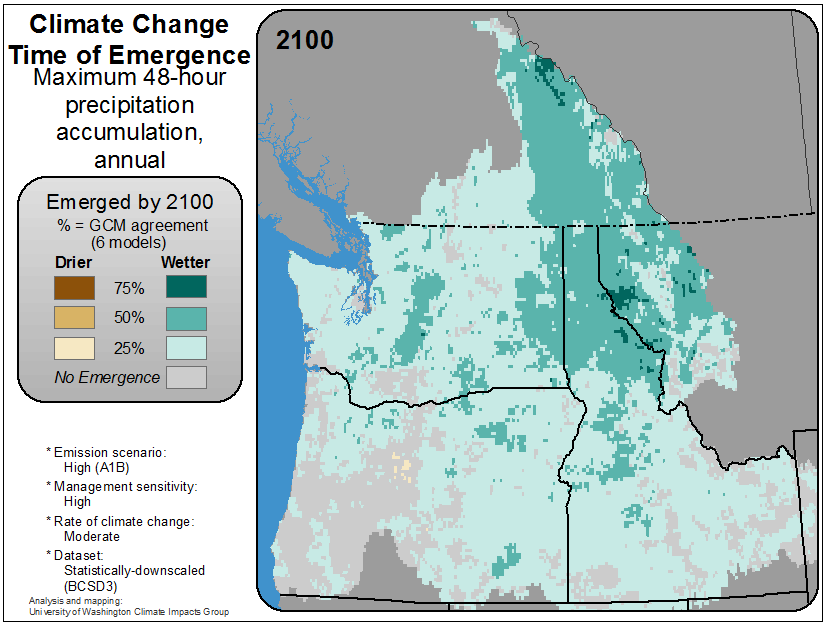 Climate Change
Time of Emergence
Maximum 48-hour
precipitation
accumulation,
annual
2100
Emerged by 2100
% = GCM agreement
(6 models)
Drier Wetter
75%
50%
25%
No Emergence
* Emission scenario:
High (A1B)
* Management sensitivity:
High
* Rate of climate change:
Moderate
* Dataset:
Statistically-downscaled
(BCSD3)
Analysis and mapping:
University of Washington Climate Impacts Group